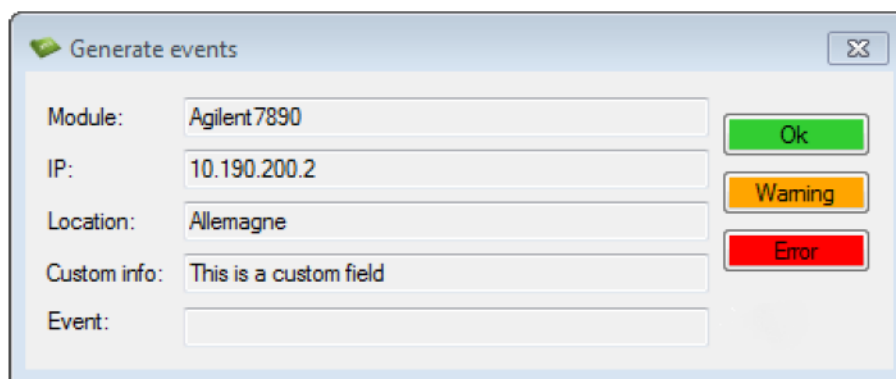 Generate events
Module: Agilent7890
Ok
IP: 10.190.200.2
Warning
Location: Allemagne
Error
Custom info: This is a custom field
Event: